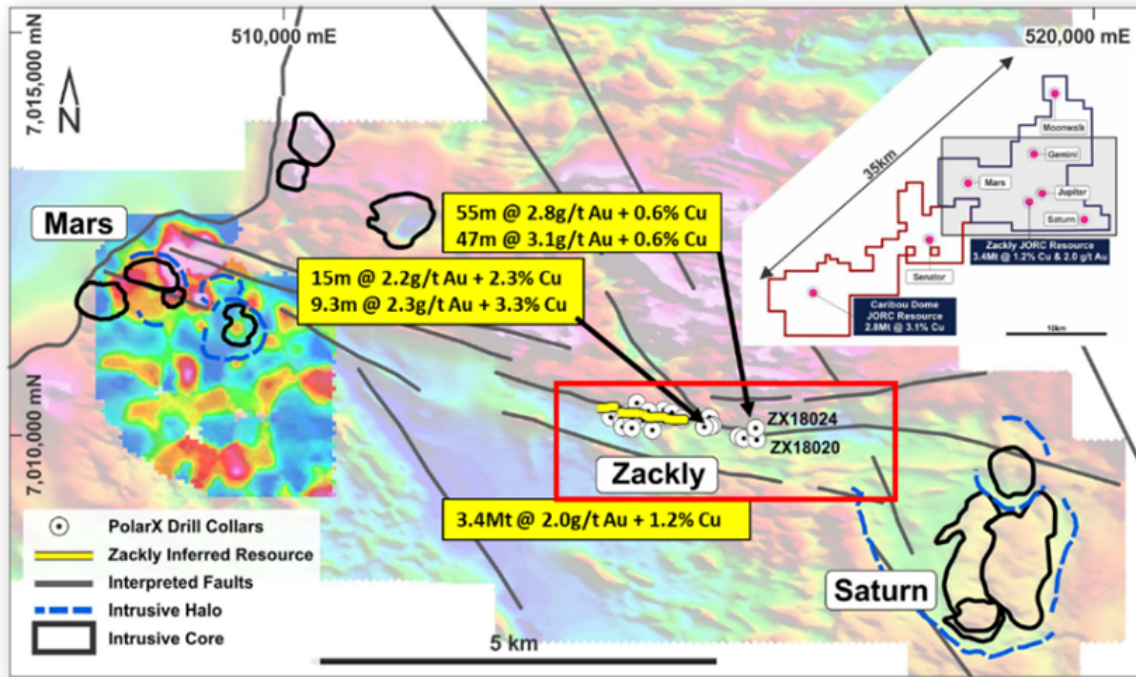 510,000 mE
520,000 mE
7,015,000 mN
N
35km
Moonwalk
Gemini
Mars
Jupiter
Saturn
Zackly JORC Resource
3.4Mt @ 1.2% Cu & 2.0 g/t Au
Senator
Caribou Dome
JORC Resource
2.8Mt @ 3.1% Cu
10km
Mars
55m @ 2.8g/t Au + 0.6% Cu
47m @ 3.1g/t Au + 0.6% Cu
15m @ 2.2g/t Au + 2.3% Cu
9.3m @ 2.3g/t Au + 3.3% Cu
7,010,000 mN
ZX18024
ZX18020
Zackly
3.4Mt @ 2.0g/t Au + 1.2% Cu
Saturn
PolarX Drill Collars
Zackly Inferred Resource
Interpreted Faults
Intrusive Halo
Intrusive Core
5 km